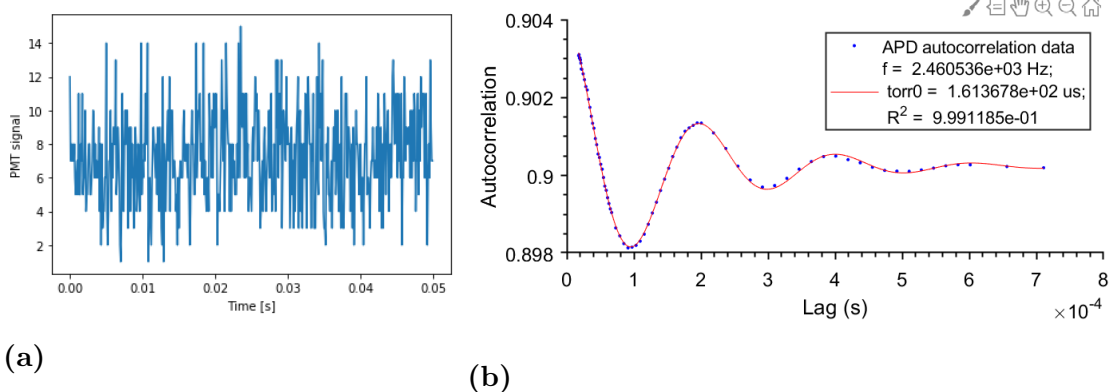 14
12
10
8
6
4
2
PMT signal
0.00 0.01 0.02 0.03 0.04 0.05
Time [s]
(a)
0.904
0.902
0.9
0.898
Autocorrelation
APD autocorrelation data
f = 2.460536e+03 Hz;
torr0 = 1.613678e+02 us;
R² = 9.991185e-01
0 1 2 3 4 5 6 7 8
Lag (s)
×10⁻⁴
(b)